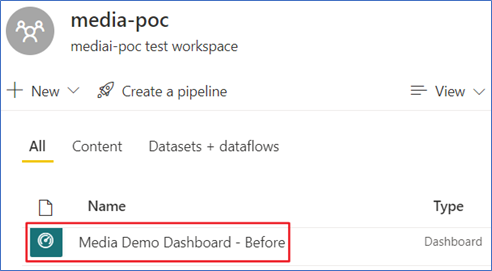 media-poc
mediai-poc test workspace
New Create a pipeline View
All Content Datasets + dataflows
Name Type
Media Demo Dashboard - Before Dashboard